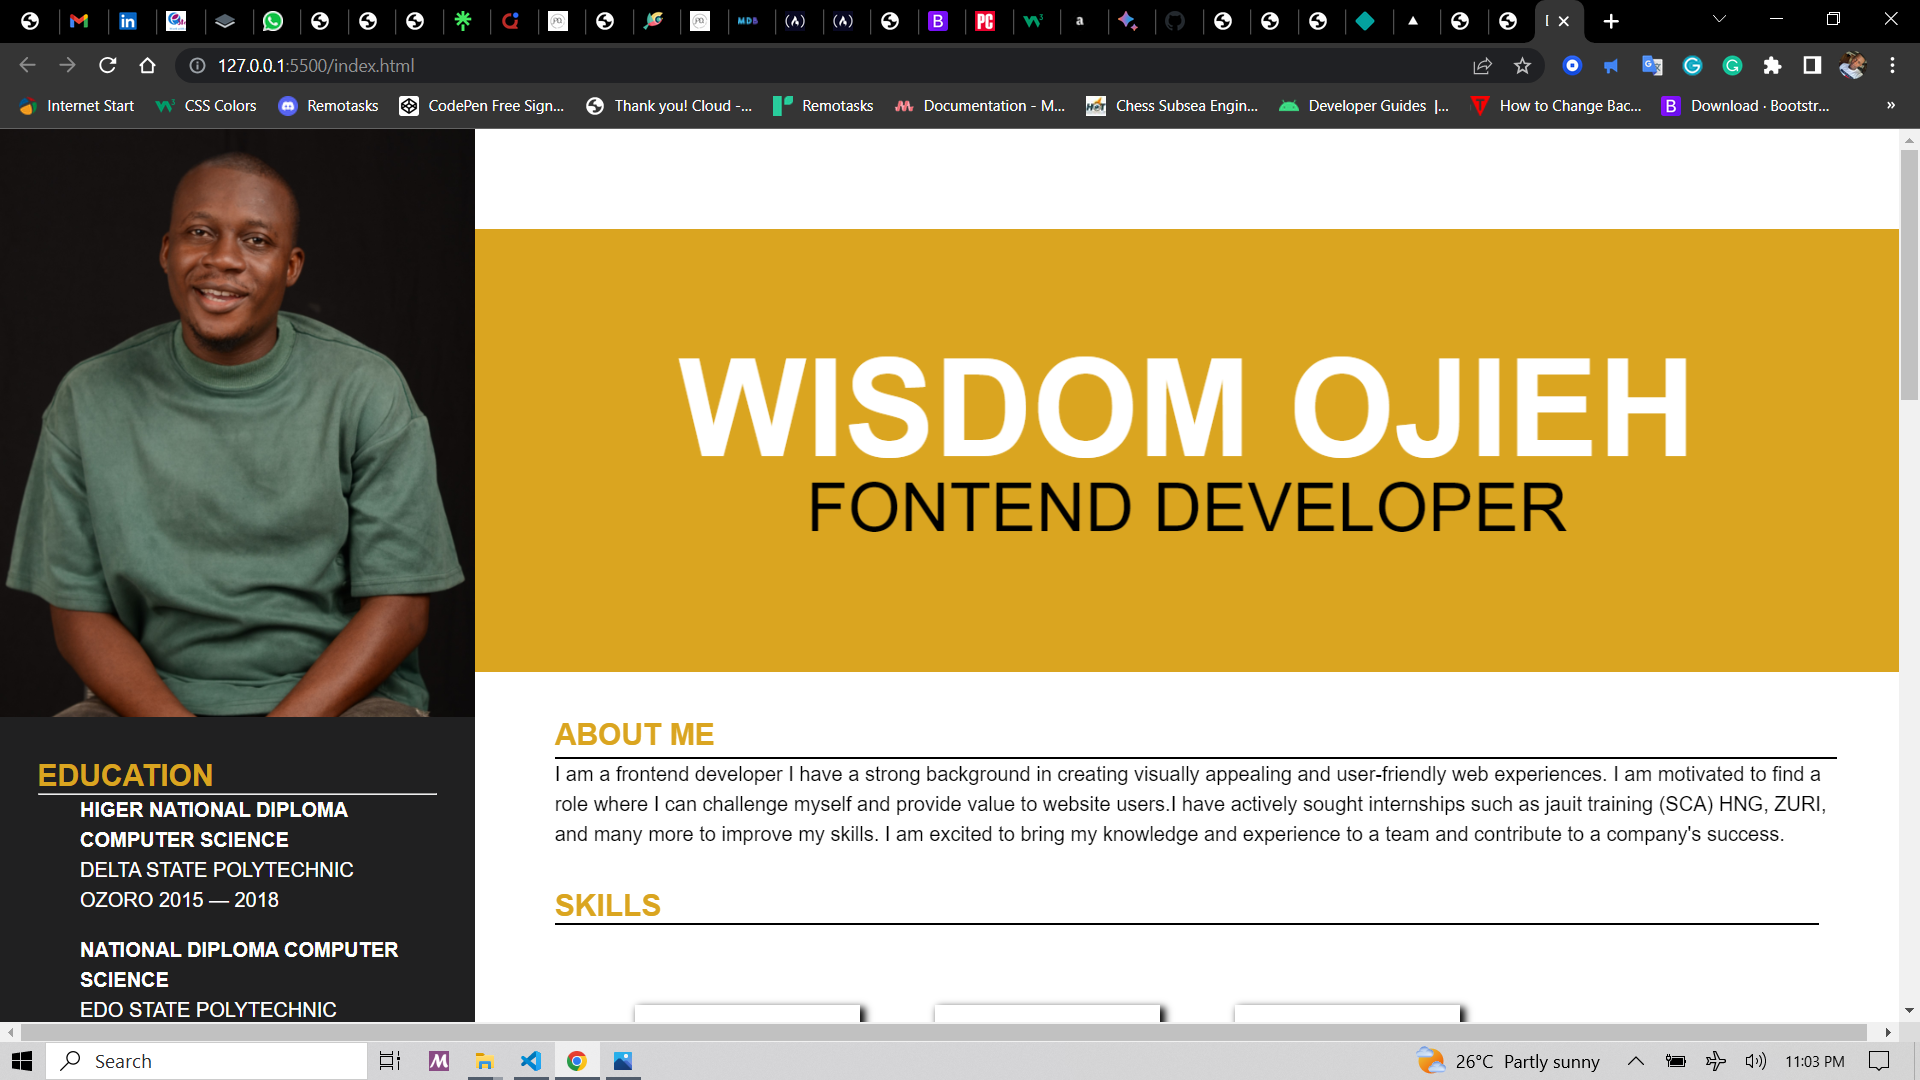 127.0.0.1:5500/index.html
Internet Start
CSS Colors
Remotasks
CodePen Free Sign...
Thank you! Cloud -...
Remotasks
Documentation - M...
Chess Subsea Engin...
Developer Guides |...
How to Change Bac...
Download · Bootstr...
»
WISDOM OJIEH
FONTEND DEVELOPER
ABOUT ME
I am a frontend developer I have a strong background in creating visually appealing and user-friendly web experiences. I am motivated to find a
role where I can challenge myself and provide value to website users.I have actively sought internships such as jauit training (SCA) HNG, ZURI,
and many more to improve my skills. I am excited to bring my knowledge and experience to a team and contribute to a company's success.
SKILLS
EDUCATION
HIGER NATIONAL DIPLOMA
COMPUTER SCIENCE
DELTA STATE POLYTECHNIC
OZORO 2015 — 2018
NATIONAL DIPLOMA COMPUTER
SCIENCE
EDO STATE POLYTECHNIC
Search
26°C Partly sunny
11:03 PM